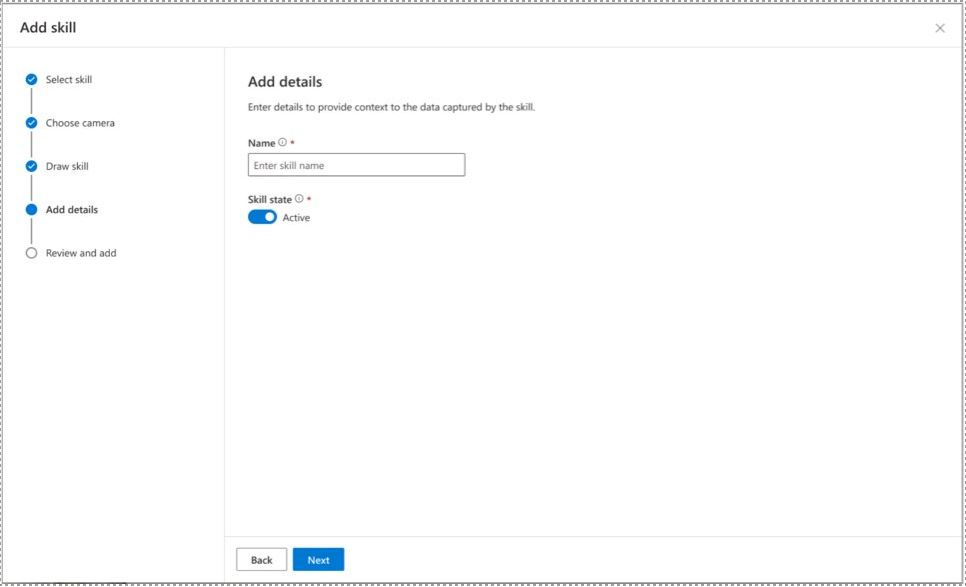 Add skill
Select skill
Choose camera
Draw skill
Add details
Review and add
Add details
Enter details to provide context to the data captured by the skill.
Name *
Enter skill name
Skill state *
Active
Back
Next